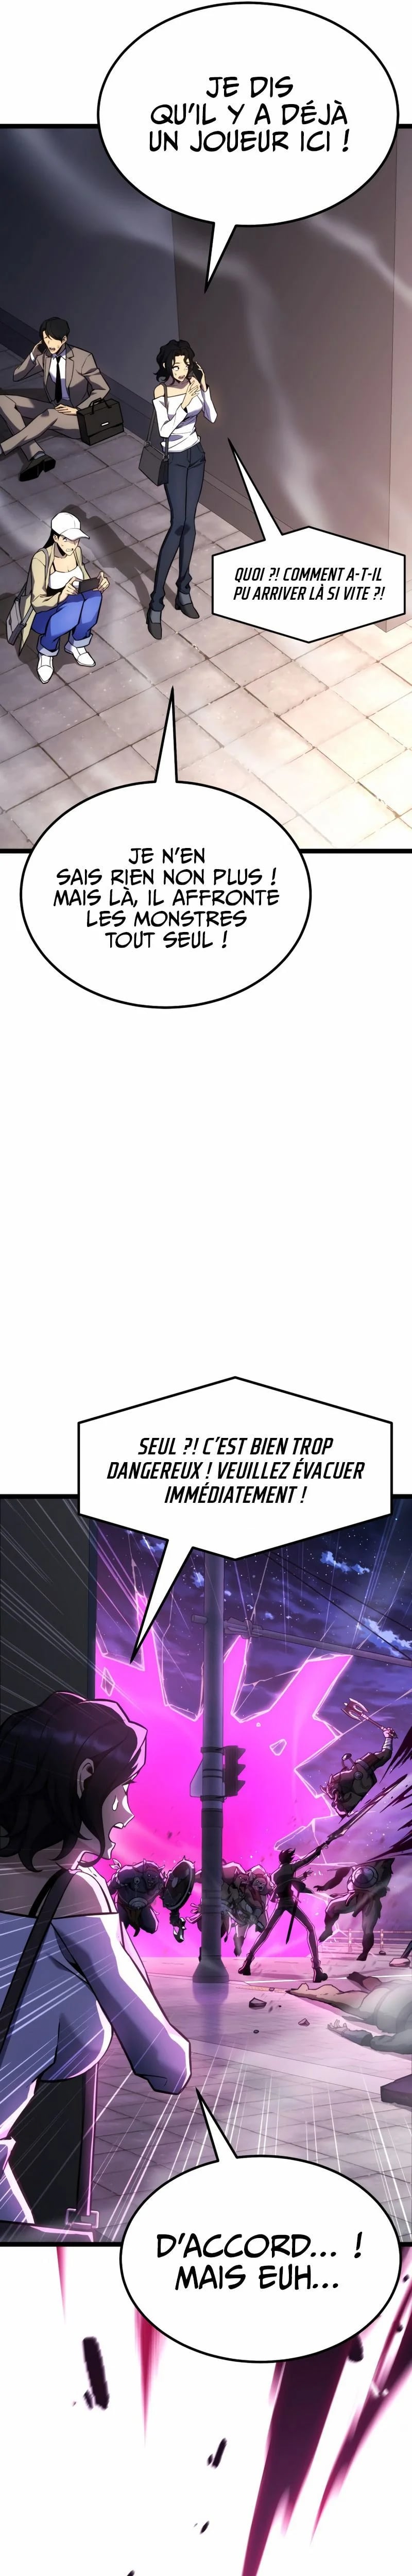 JE DIS
QU'IL Y A DÉJÀ
UN JOUEUR ICI !
QUOI ?! COMMENT A-T-IL
PU ARRIVER LÀ SI VITE ?!
JE N'EN
SAIS RIEN NON PLUS !
MAIS LÀ, IL AFFRONTE
LES MONSTRES
TOUT SEUL !
SEUL ?! C'EST BIEN TROP
DANGEREUX ! VEUILLEZ ÉVACUER
IMMÉDIATEMENT !
D'ACCORD... !
MAIS EUH...